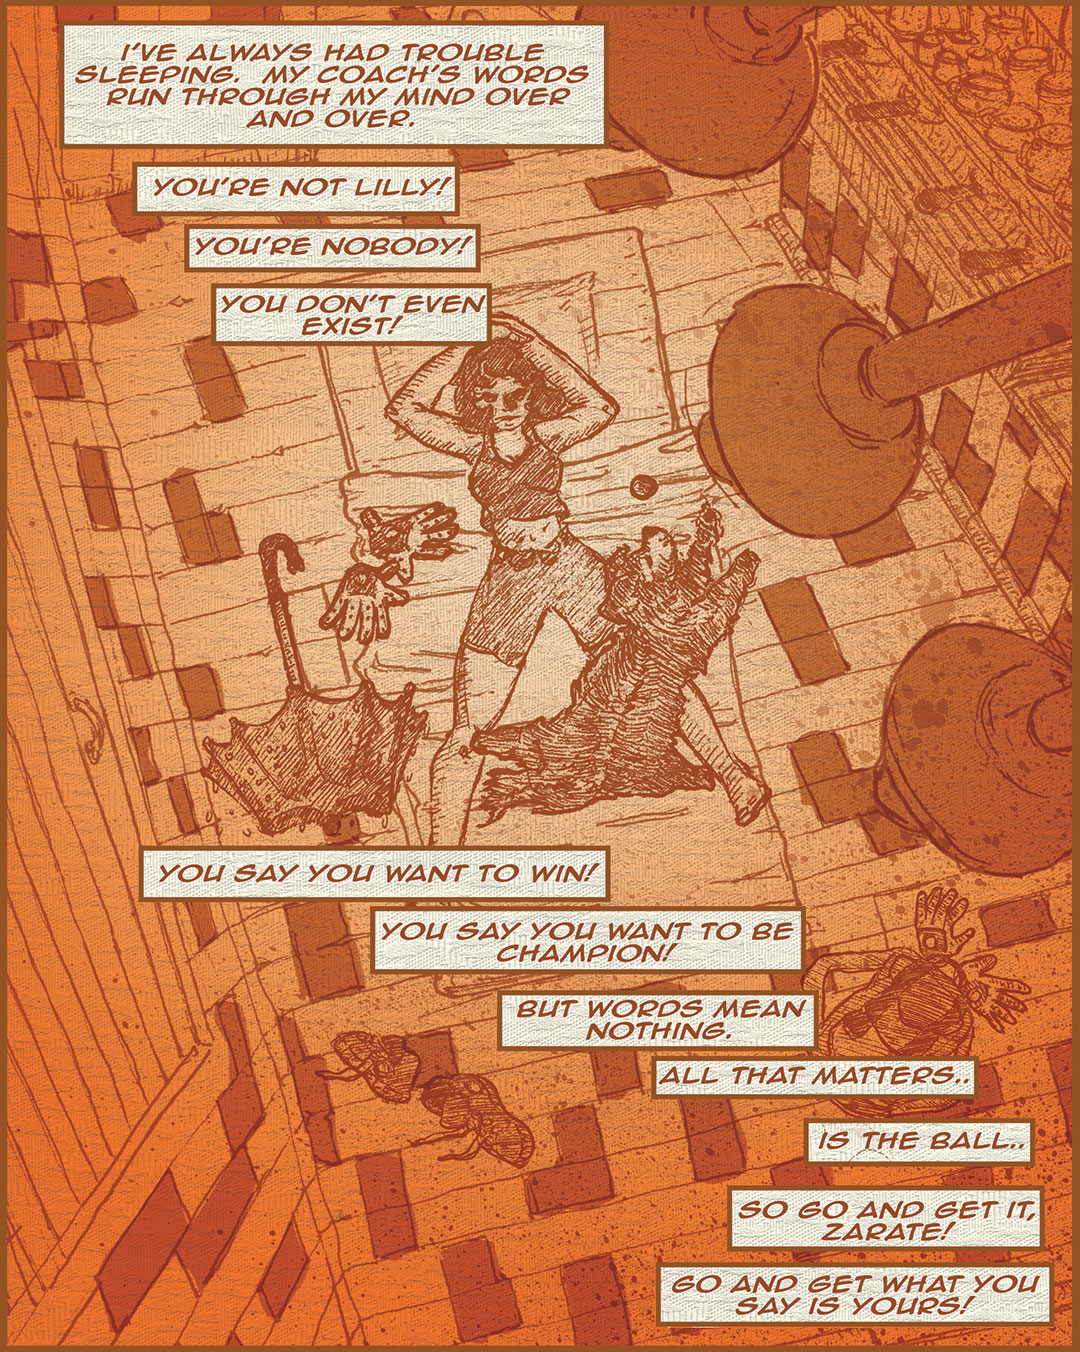 I'VE ALWAYS HAD TROUBLE
SLEEPING. MY COACH'S WORDS
RUN THROUGH MY MIND OVER
AND OVER.
YOU'RE NOT LILLY!
YOU'RE NOBODY!
YOU DON'T EVEN
EXIST!
YOU SAY YOU WANT TO WIN!
YOU SAY YOU WANT TO BE
CHAMPION!
BUT WORDS MEAN
NOTHING.
ALL THAT MATTERS..
IS THE BALL..
SO GO AND GET IT,
ZARATE!
GO AND GET WHAT YOU
SAY IS YOURS!